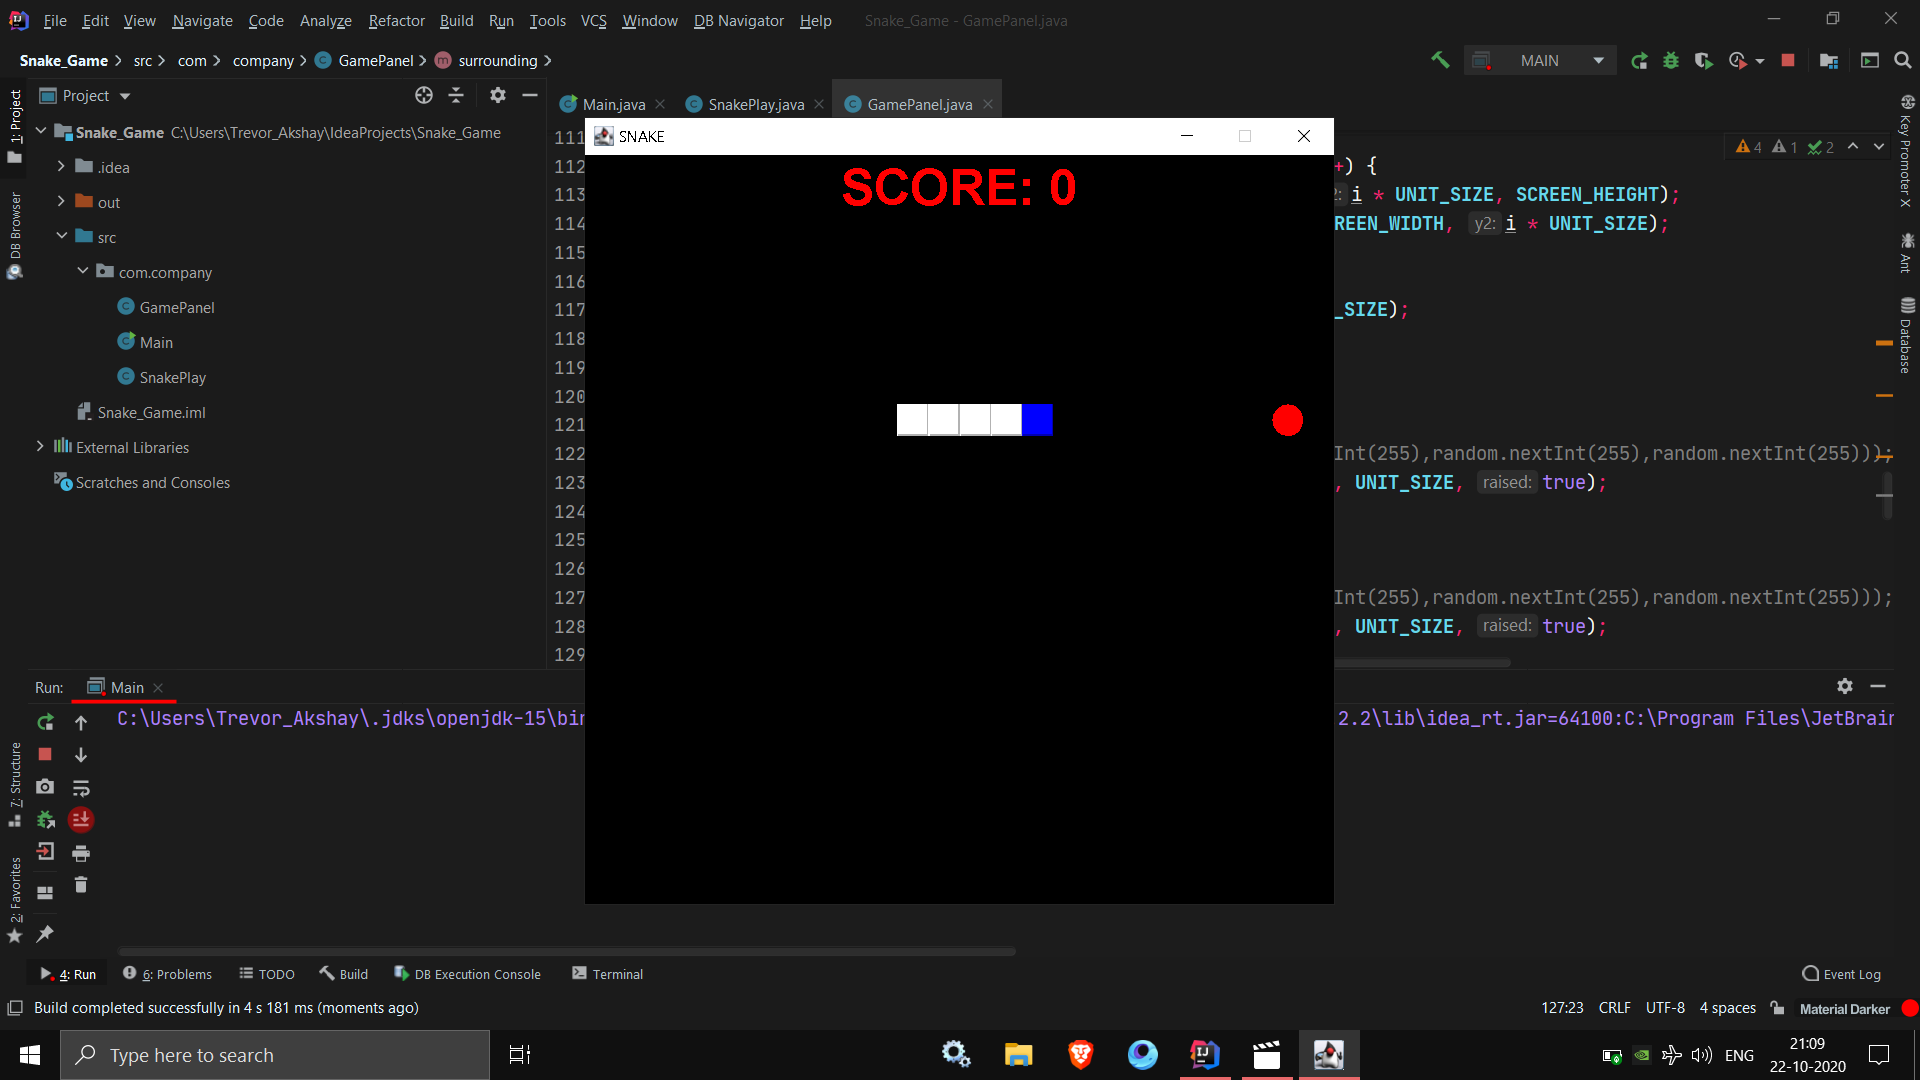 File Edit View Navigate Code Analyze Refactor Build Run Tools VCS Window DB Navigator Help Snake_Game - GamePanel.java
Snake_Game src com company GamePanel surrounding MAIN
Project
Main.java SnakePlay.java GamePanel.java
Snake_Game C:\Users\Trevor_Akshay\IdeaProjects\Snake_Game
.idea
out
src
com.company
GamePanel
Main
SnakePlay
Snake_Game.iml
External Libraries
Scratches and Consoles
1: Project
DB Browser
7: Structure
2: Favorites
SNAKE
SCORE: 0
111
112 +) {
113 2: i * UNIT_SIZE, SCREEN_HEIGHT);
114 REEN_WIDTH, y2: i * UNIT_SIZE);
115
116
117 _SIZE);
118
119
120
121
122 Int(255),random.nextInt(255),random.nextInt(255)));
123 , UNIT_SIZE, raised: true);
124
125
126
127 Int(255),random.nextInt(255),random.nextInt(255)));
128 , UNIT_SIZE, raised: true);
129
4 1 2
Key Promoter X
Ant
Database
Run: Main
C:\Users\Trevor_Akshay\.jdks\openjdk-15\bin 2.2\lib\idea_rt.jar=64100:C:\Program Files\JetBrain
4: Run 6: Problems TODO Build DB Execution Console Terminal Event Log
Build completed successfully in 4 s 181 ms (moments ago) 127:23 CRLF UTF-8 4 spaces Material Darker
Type here to search ENG 21:09
22-10-2020